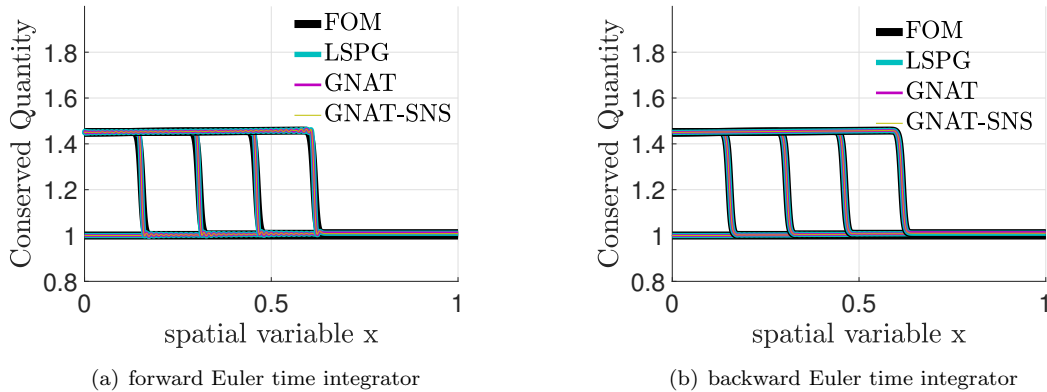 Conserved Quantity
1.8
1.6
1.4
1.2
1
0.8
FOM
LSPG
GNAT
GNAT-SNS
0
0.5
1
spatial variable x
(a) forward Euler time integrator
Conserved Quantity
1.8
1.6
1.4
1.2
1
0.8
FOM
LSPG
GNAT
GNAT-SNS
0
0.5
1
spatial variable x
(b) backward Euler time integrator